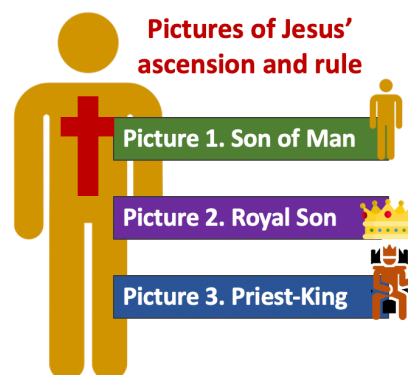 Pictures of Jesus’
ascension and rule
Picture 1. Son of Man
Picture 2. Royal Son
Picture 3. Priest-King